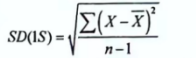 SD(1S) = √(∑(X − X̄)² / (n − 1))